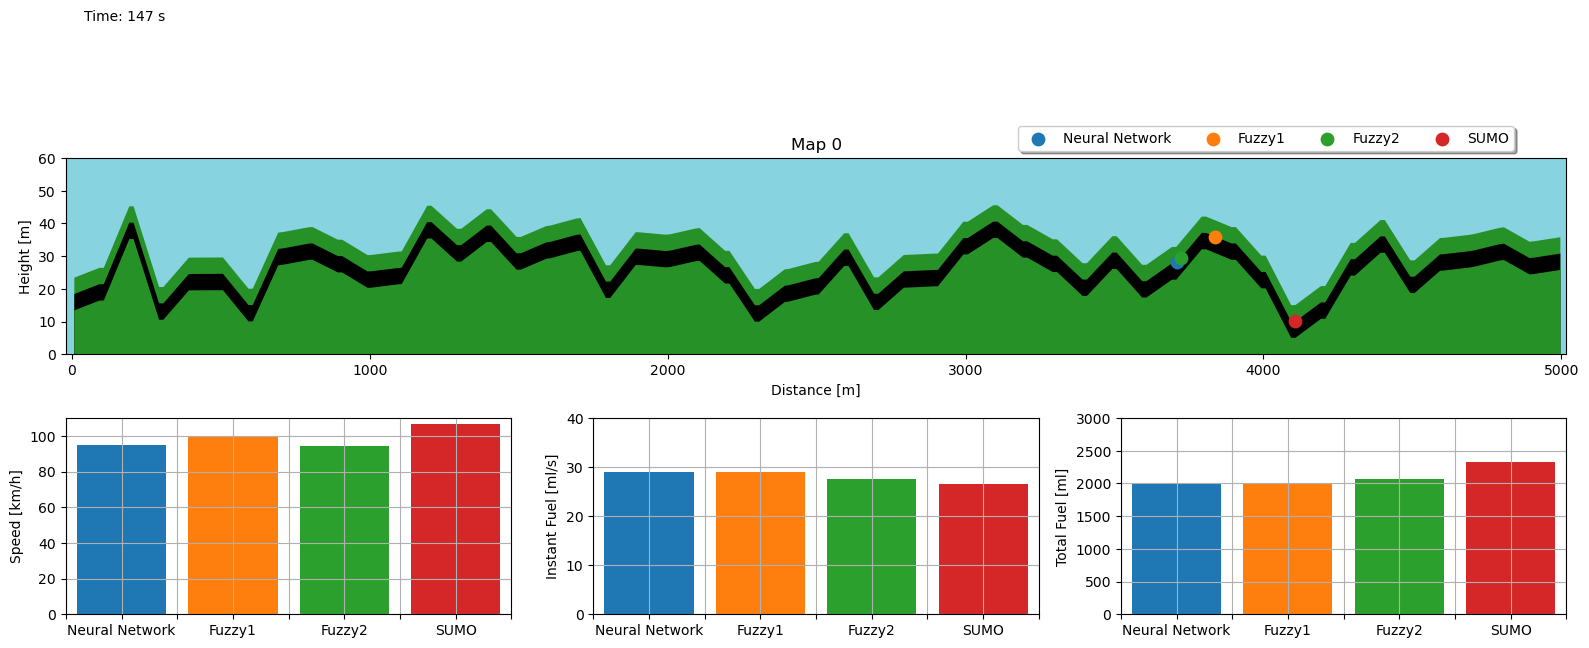 Time: 147 s
Neural Network Fuzzy1 Fuzzy2 SUMO
Map 0
60
50
40
30
20
10
0
Height [m]
0 1000 2000 3000 4000 5000
Distance [m]
100
80
60
40
20
0
Speed [km/h]
Neural Network Fuzzy1 Fuzzy2 SUMO
40
30
20
10
0
Instant Fuel [ml/s]
Neural Network Fuzzy1 Fuzzy2 SUMO
3000
2500
2000
1500
1000
500
0
Total Fuel [ml]
Neural Network Fuzzy1 Fuzzy2 SUMO